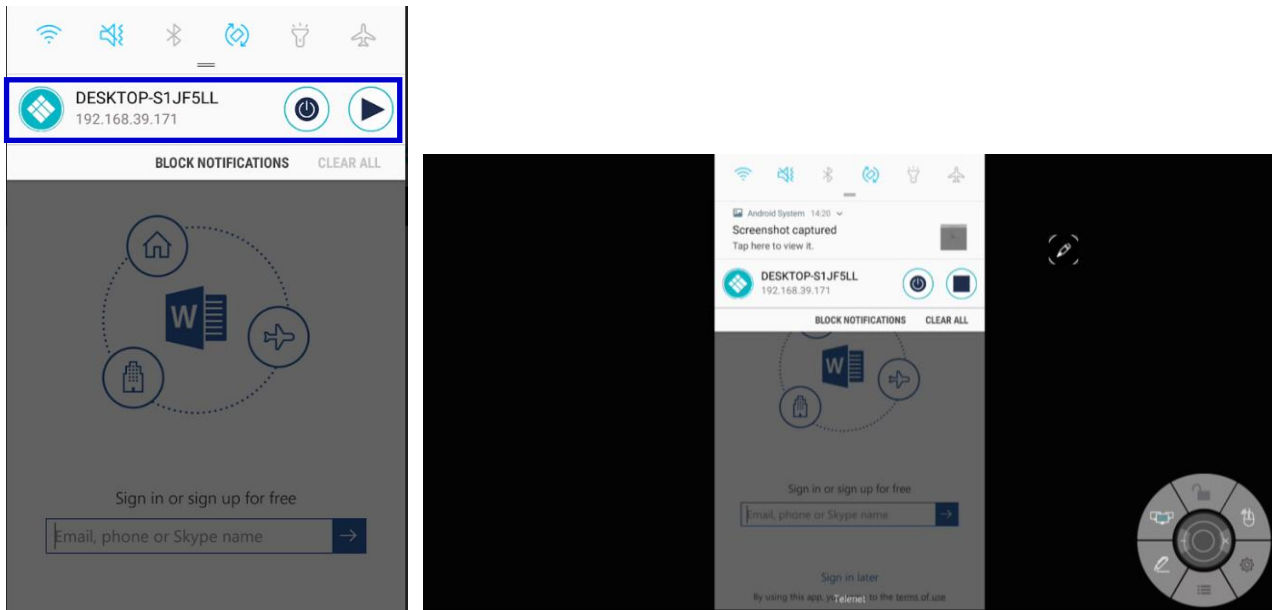 DESKTOP-S1JF5LL
192.168.39.171
BLOCK NOTIFICATIONS CLEAR ALL
W
Sign in or sign up for free
Email, phone or Skype name
Android System 14:20
Screenshot captured
Tap here to view it.
DESKTOP-S1JF5LL
192.168.39.171
BLOCK NOTIFICATIONS CLEAR ALL
W
Sign in or sign up for free
Email, phone or Skype name
Sign in later
By using this app, to the terms of use
Telenet